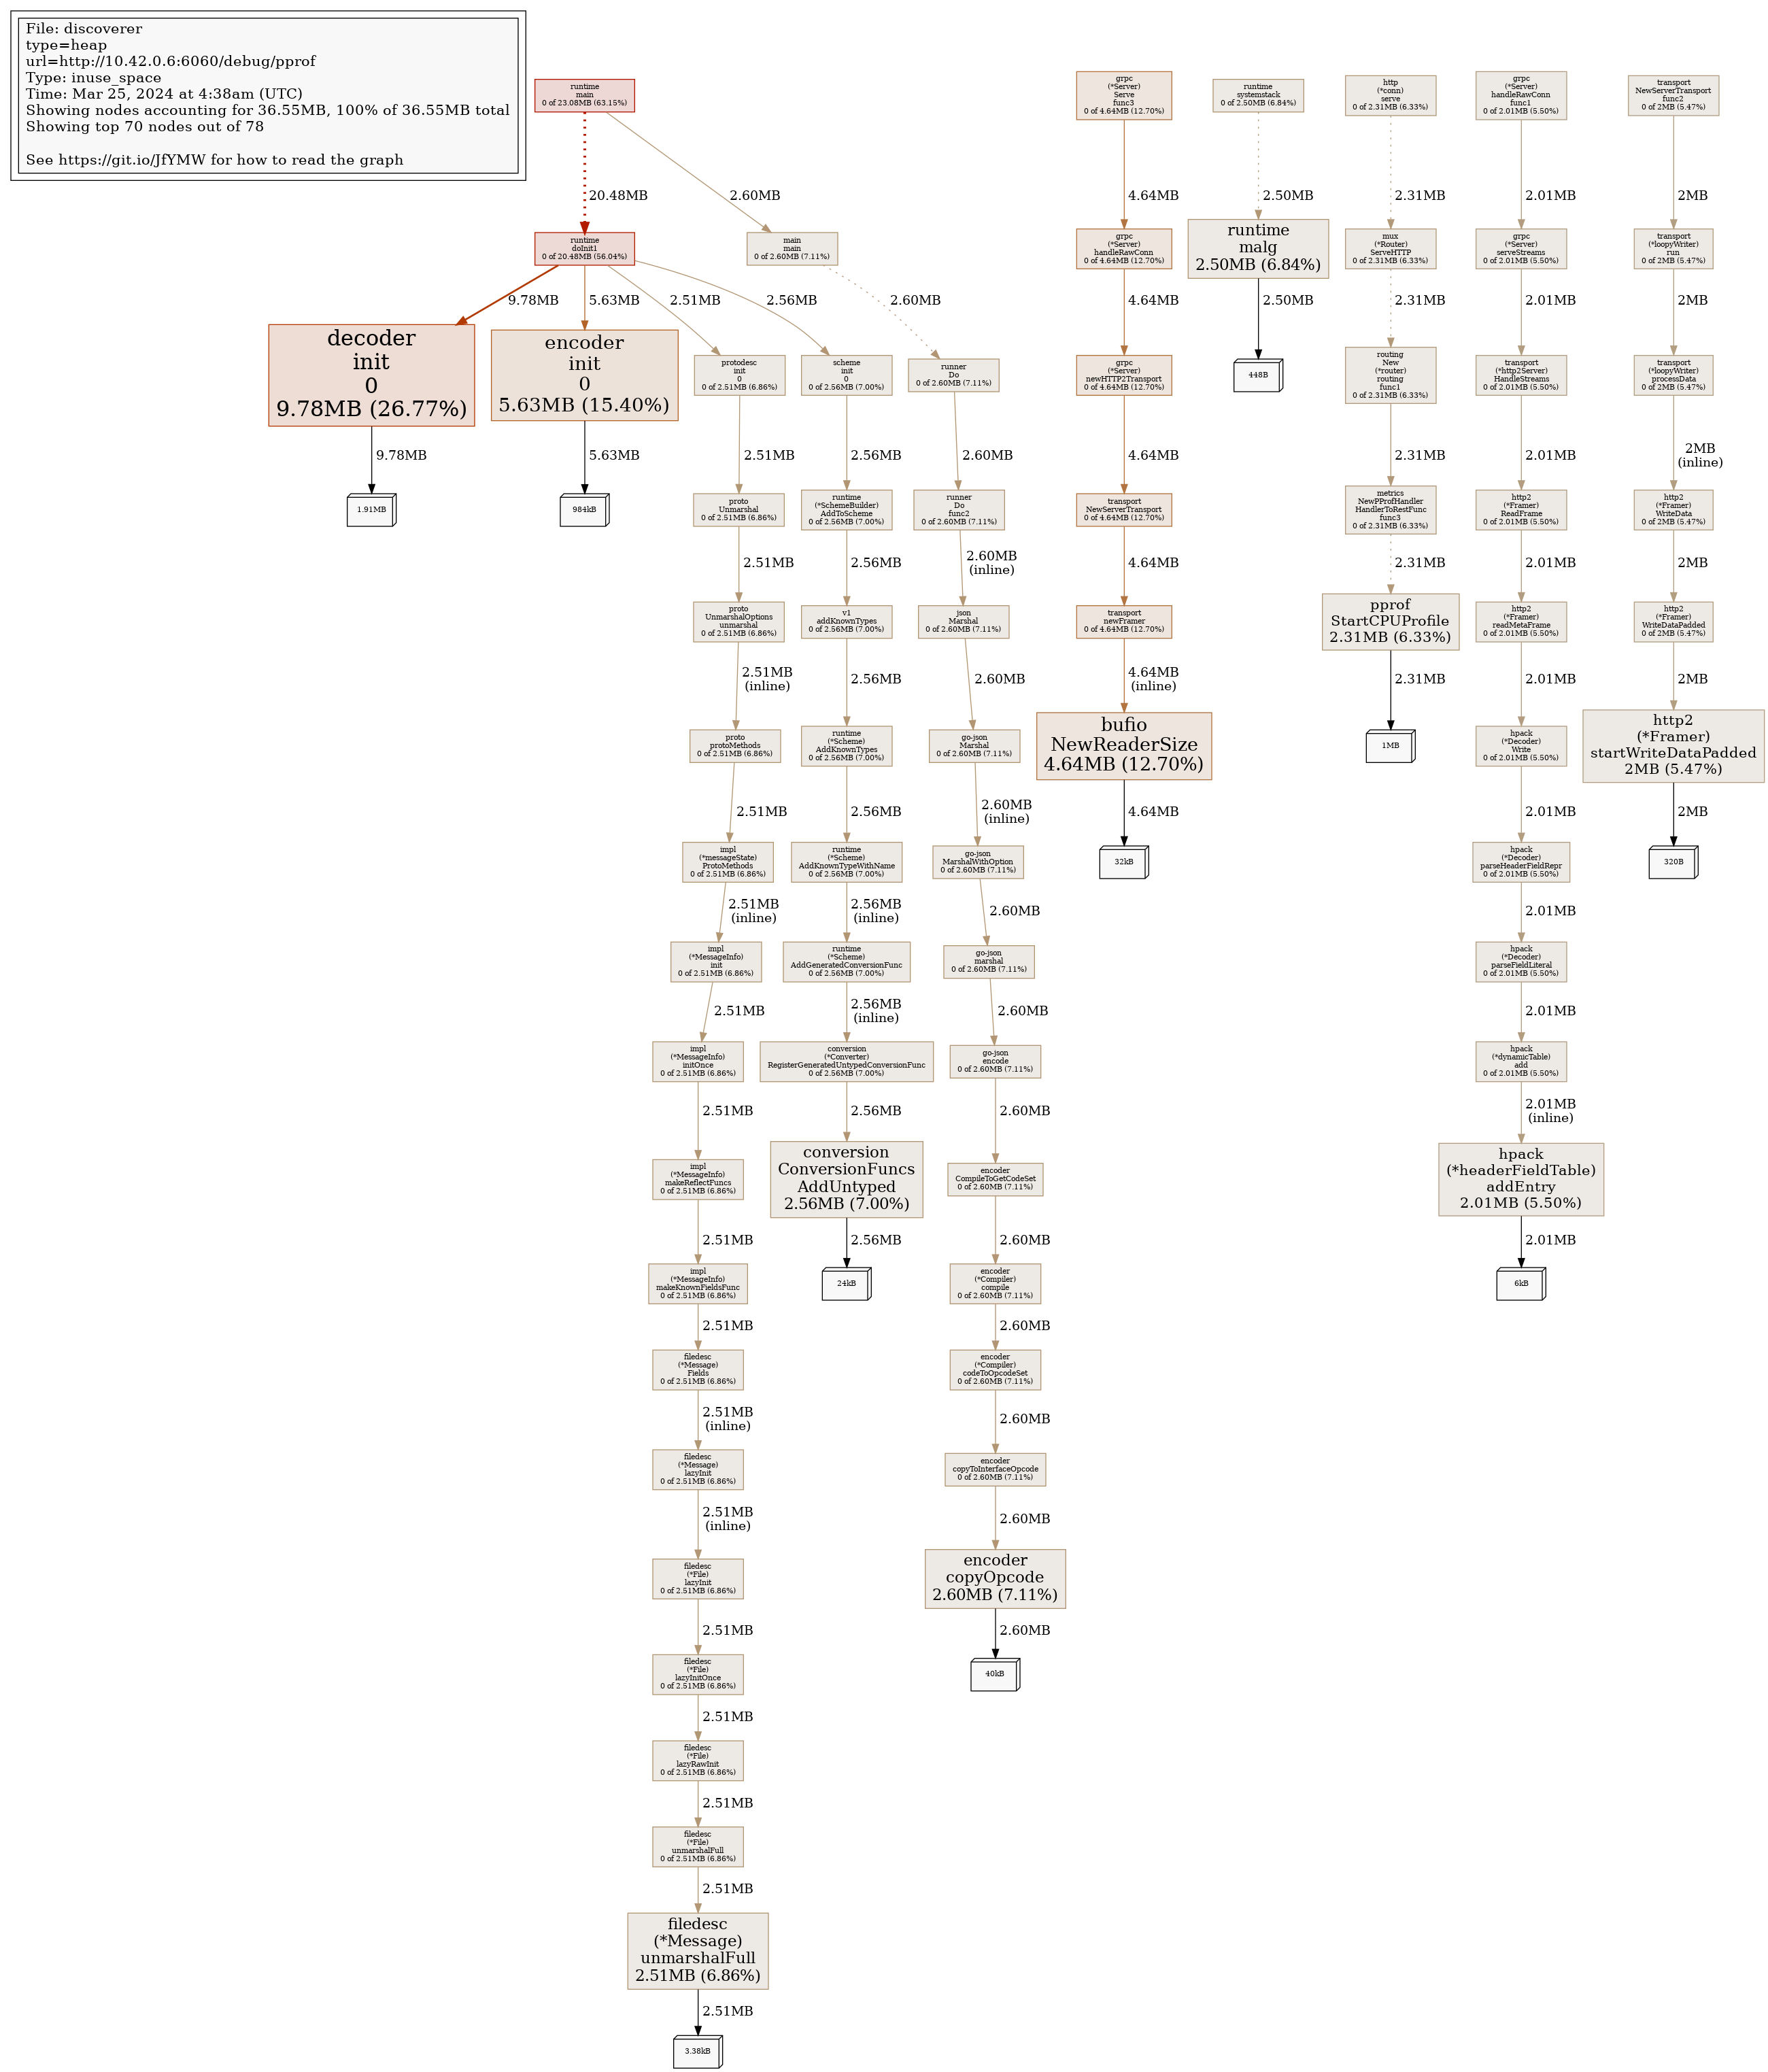 File: discoverer
type=heap
url=http://10.42.0.6:6060/debug/pprof
Type: inuse_space
Time: Mar 25, 2024 at 4:38am (UTC)
Showing nodes accounting for 36.55MB, 100% of 36.55MB total
Showing top 70 nodes out of 78
See https://git.io/JfYMW for how to read the graph
runtime
main
0 of 23.08MB (63.15%)
20.48MB
2.60MB
runtime
doInit1
0 of 20.48MB (56.04%)
9.78MB
5.63MB
2.51MB
2.56MB
decoder
init
0
9.78MB (26.77%)
9.78MB
1.91MB
encoder
init
0
5.63MB (15.40%)
5.63MB
984kB
protodesc
init
0
0 of 2.51MB (6.86%)
2.51MB
proto
Unmarshal
0 of 2.51MB (6.86%)
2.51MB
proto
UnmarshalOptions
unmarshal
0 of 2.51MB (6.86%)
2.51MB
(inline)
proto
protoMethods
0 of 2.51MB (6.86%)
2.51MB
impl
(*messageState)
ProtoMethods
0 of 2.51MB (6.86%)
2.51MB
(inline)
impl
(*MessageInfo)
init
0 of 2.51MB (6.86%)
2.51MB
impl
(*MessageInfo)
initOnce
0 of 2.51MB (6.86%)
2.51MB
impl
(*MessageInfo)
makeReflectFuncs
0 of 2.51MB (6.86%)
2.51MB
impl
(*MessageInfo)
makeKnownFieldsFunc
0 of 2.51MB (6.86%)
2.51MB
filedesc
(*Message)
Fields
0 of 2.51MB (6.86%)
2.51MB
(inline)
filedesc
(*Message)
lazyInit
0 of 2.51MB (6.86%)
2.51MB
(inline)
filedesc
(*File)
lazyInit
0 of 2.51MB (6.86%)
2.51MB
filedesc
(*File)
lazyInitOnce
0 of 2.51MB (6.86%)
2.51MB
filedesc
(*File)
lazyRawInit
0 of 2.51MB (6.86%)
2.51MB
filedesc
(*File)
unmarshalFull
0 of 2.51MB (6.86%)
2.51MB
filedesc
(*Message)
unmarshalFull
2.51MB (6.86%)
2.51MB
3.38kB
scheme
init
0
0 of 2.56MB (7.00%)
2.56MB
runtime
(*SchemeBuilder)
AddToScheme
0 of 2.56MB (7.00%)
2.56MB
v1
addKnownTypes
0 of 2.56MB (7.00%)
2.56MB
runtime
(*Scheme)
AddKnownTypes
0 of 2.56MB (7.00%)
2.56MB
runtime
(*Scheme)
AddKnownTypeWithName
0 of 2.56MB (7.00%)
2.56MB
(inline)
runtime
(*Scheme)
AddGeneratedConversionFunc
0 of 2.56MB (7.00%)
2.56MB
(inline)
conversion
(*Converter)
RegisterGeneratedUntypedConversionFunc
0 of 2.56MB (7.00%)
2.56MB
conversion
ConversionFuncs
AddUntyped
2.56MB (7.00%)
2.56MB
24kB
main
main
0 of 2.60MB (7.11%)
2.60MB
runner
Do
0 of 2.60MB (7.11%)
2.60MB
runner
Do
func2
0 of 2.60MB (7.11%)
2.60MB
(inline)
json
Marshal
0 of 2.60MB (7.11%)
2.60MB
go-json
Marshal
0 of 2.60MB (7.11%)
2.60MB
(inline)
go-json
MarshalWithOption
0 of 2.60MB (7.11%)
2.60MB
go-json
marshal
0 of 2.60MB (7.11%)
2.60MB
go-json
encode
0 of 2.60MB (7.11%)
2.60MB
encoder
CompileToGetCodeSet
0 of 2.60MB (7.11%)
2.60MB
encoder
(*Compiler)
compile
0 of 2.60MB (7.11%)
2.60MB
encoder
(*Compiler)
codeToOpcodeSet
0 of 2.60MB (7.11%)
2.60MB
encoder
copyToInterfaceOpcode
0 of 2.60MB (7.11%)
2.60MB
encoder
copyOpcode
2.60MB (7.11%)
2.60MB
40kB
grpc
(*Server)
Serve
func3
0 of 4.64MB (12.70%)
4.64MB
grpc
(*Server)
handleRawConn
0 of 4.64MB (12.70%)
4.64MB
grpc
(*Server)
newHTTP2Transport
0 of 4.64MB (12.70%)
4.64MB
transport
NewServerTransport
0 of 4.64MB (12.70%)
4.64MB
transport
newFramer
0 of 4.64MB (12.70%)
4.64MB
(inline)
bufio
NewReaderSize
4.64MB (12.70%)
4.64MB
32kB
runtime
systemstack
0 of 2.50MB (6.84%)
2.50MB
runtime
malg
2.50MB (6.84%)
2.50MB
448B
http
(*conn)
serve
0 of 2.31MB (6.33%)
2.31MB
mux
(*Router)
ServeHTTP
0 of 2.31MB (6.33%)
2.31MB
routing
New
(*router)
routing
func1
0 of 2.31MB (6.33%)
2.31MB
metrics
NewPProfHandler
HandlerToRestFunc
func3
0 of 2.31MB (6.33%)
2.31MB
pprof
StartCPUProfile
2.31MB (6.33%)
2.31MB
1MB
grpc
(*Server)
handleRawConn
func1
0 of 2.01MB (5.50%)
2.01MB
grpc
(*Server)
serveStreams
0 of 2.01MB (5.50%)
2.01MB
transport
(*http2Server)
HandleStreams
0 of 2.01MB (5.50%)
2.01MB
http2
(*Framer)
ReadFrame
0 of 2.01MB (5.50%)
2.01MB
http2
(*Framer)
readMetaFrame
0 of 2.01MB (5.50%)
2.01MB
hpack
(*Decoder)
Write
0 of 2.01MB (5.50%)
2.01MB
hpack
(*Decoder)
parseHeaderFieldRepr
0 of 2.01MB (5.50%)
2.01MB
hpack
(*Decoder)
parseFieldLiteral
0 of 2.01MB (5.50%)
2.01MB
hpack
(*dynamicTable)
add
0 of 2.01MB (5.50%)
2.01MB
(inline)
hpack
(*headerFieldTable)
addEntry
2.01MB (5.50%)
2.01MB
6kB
transport
NewServerTransport
func2
0 of 2MB (5.47%)
2MB
transport
(*loopyWriter)
run
0 of 2MB (5.47%)
2MB
transport
(*loopyWriter)
processData
0 of 2MB (5.47%)
2MB
(inline)
http2
(*Framer)
WriteData
0 of 2MB (5.47%)
2MB
http2
(*Framer)
WriteDataPadded
0 of 2MB (5.47%)
2MB
http2
(*Framer)
startWriteDataPadded
2MB (5.47%)
2MB
320B